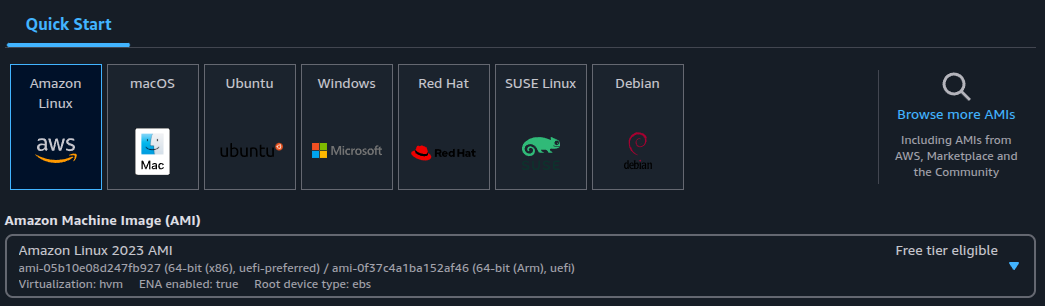 Quick Start
Amazon
Linux
aws
macOS
Mac
Ubuntu
ubuntu
Windows
Microsoft
Red Hat
Red Hat
SUSE Linux
Debian
debian
Browse more AMIs
Including AMIs from
AWS, Marketplace and
the Community
Amazon Machine Image (AMI)
Amazon Linux 2023 AMI
Free tier eligible
ami-05b10e08d247fb927 (64-bit (x86), uefi-preferred) / ami-0f37c4a1ba152af46 (64-bit (Arm), uefi)
Virtualization: hvm ENA enabled: true Root device type: ebs